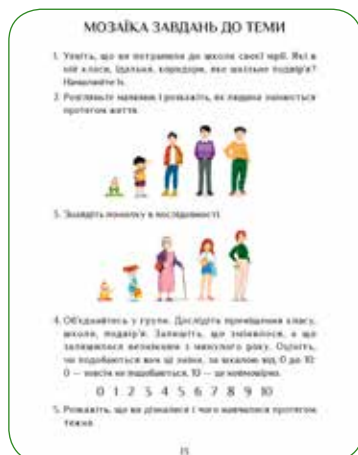 МОЗАЇКА ЗАВДАНЬ ДО ТЕМИ
1. Уявіть, що ви потрапили до школи своєї мрії. Які в
ній класи, їдальня, коридори, яке шкільне подвір'я?
Намалюйте їх.
2. Розгляньте малюнки і розкажіть, як людина змінюється
протягом життя.
3. Знайдіть помилку в послідовності.
4. Об'єднайтесь у групи. Дослідіть приміщення класу,
школи, подвір'я. Запишіть, що змінилося, а що
залишилося незмінним з минулого року. Оцініть,
чи подобаються вам ці зміни, за шкалою від 0 до 10:
0 — зовсім не подобаються, 10 — це неймовірно.
0 1 2 3 4 5 6 7 8 9 10
5. Розкажіть, що ви дізналися і чого навчилися протягом
тижня.